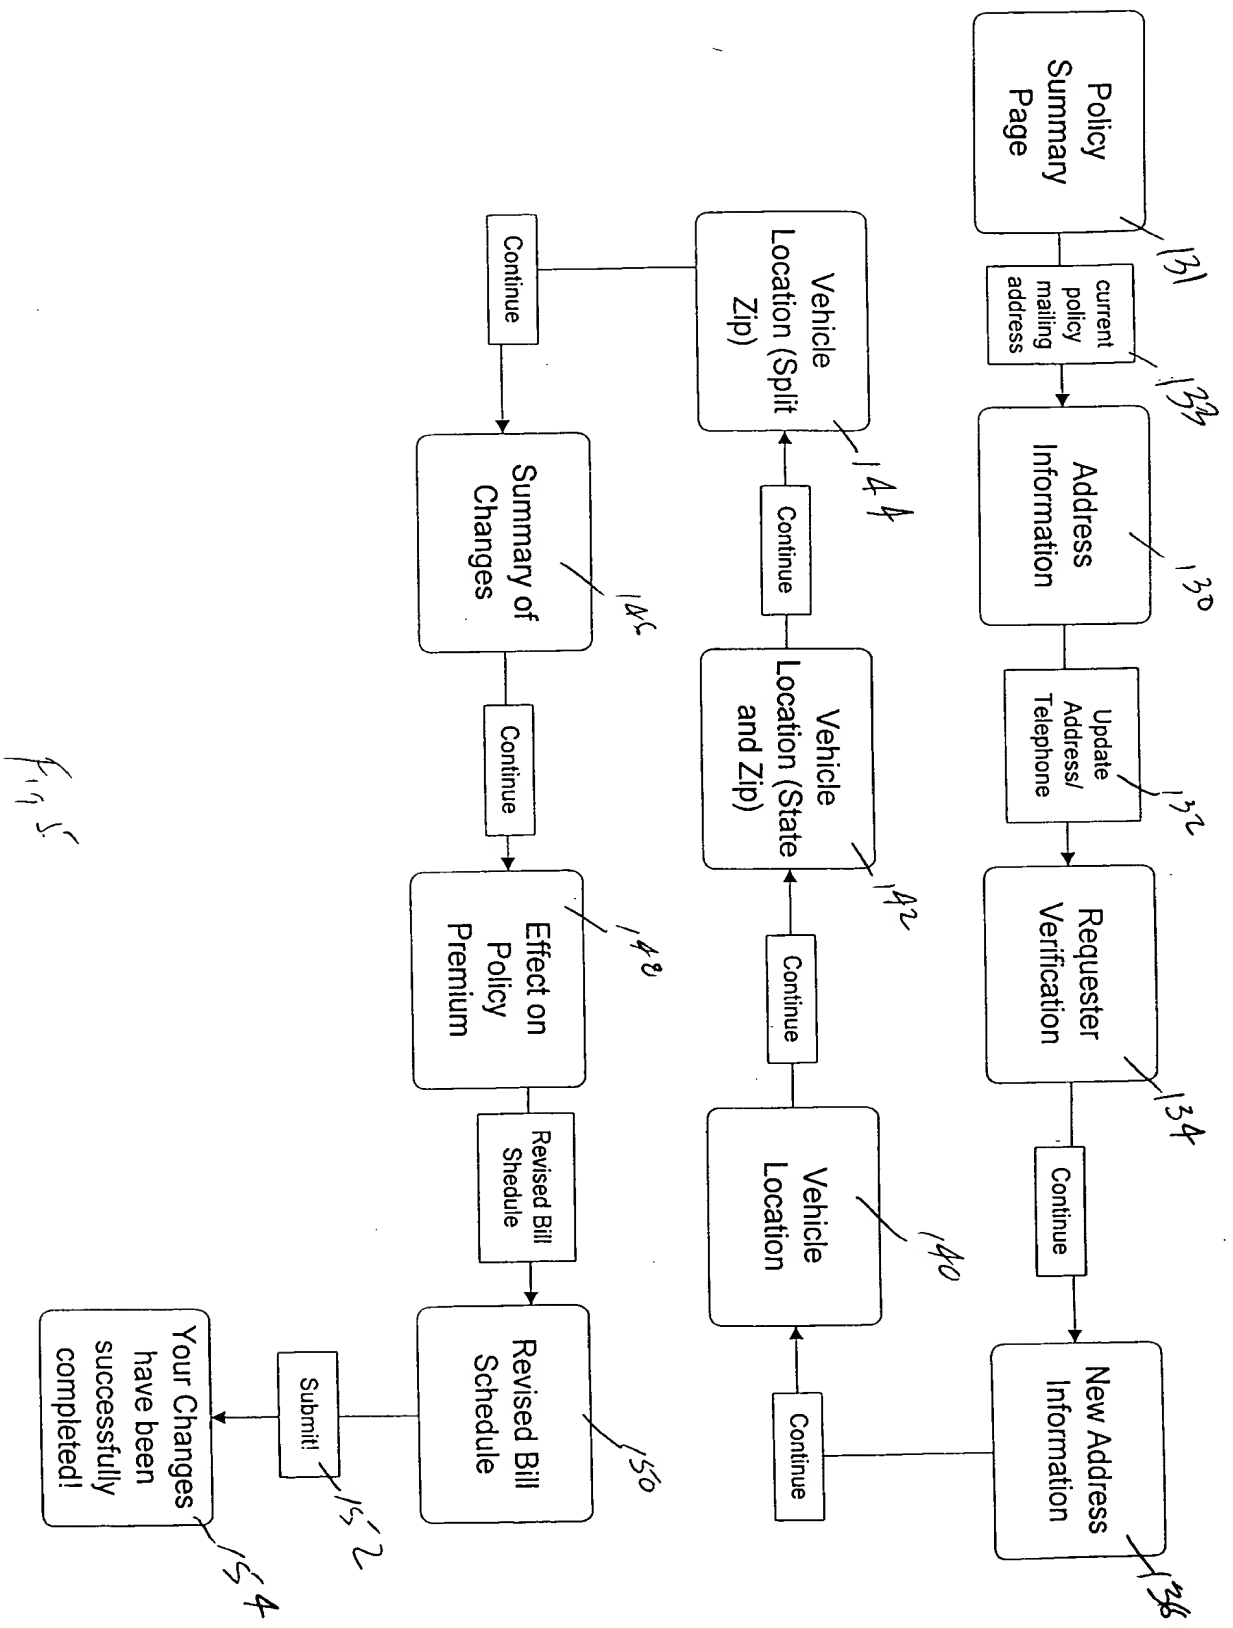 Policy
Summary
Page
131
current
policy
mailing
address
133
Address
Information
130
Update
Address/
Telephone
132
Requester
Verification
134
Continue
New Address
Information
136
Continue
Vehicle
Location
140
Continue
Vehicle
Location (State
and Zip)
142
Continue
Vehicle
Location (Split
Zip)
144
Continue
Summary of
Changes
Continue
Effect on
Policy
Premium
148
Revised Bill
Shedule
Revised Bill
Schedule
150
Submit!
152
Your Changes
have been
successfully
completed!
154
Fig 5